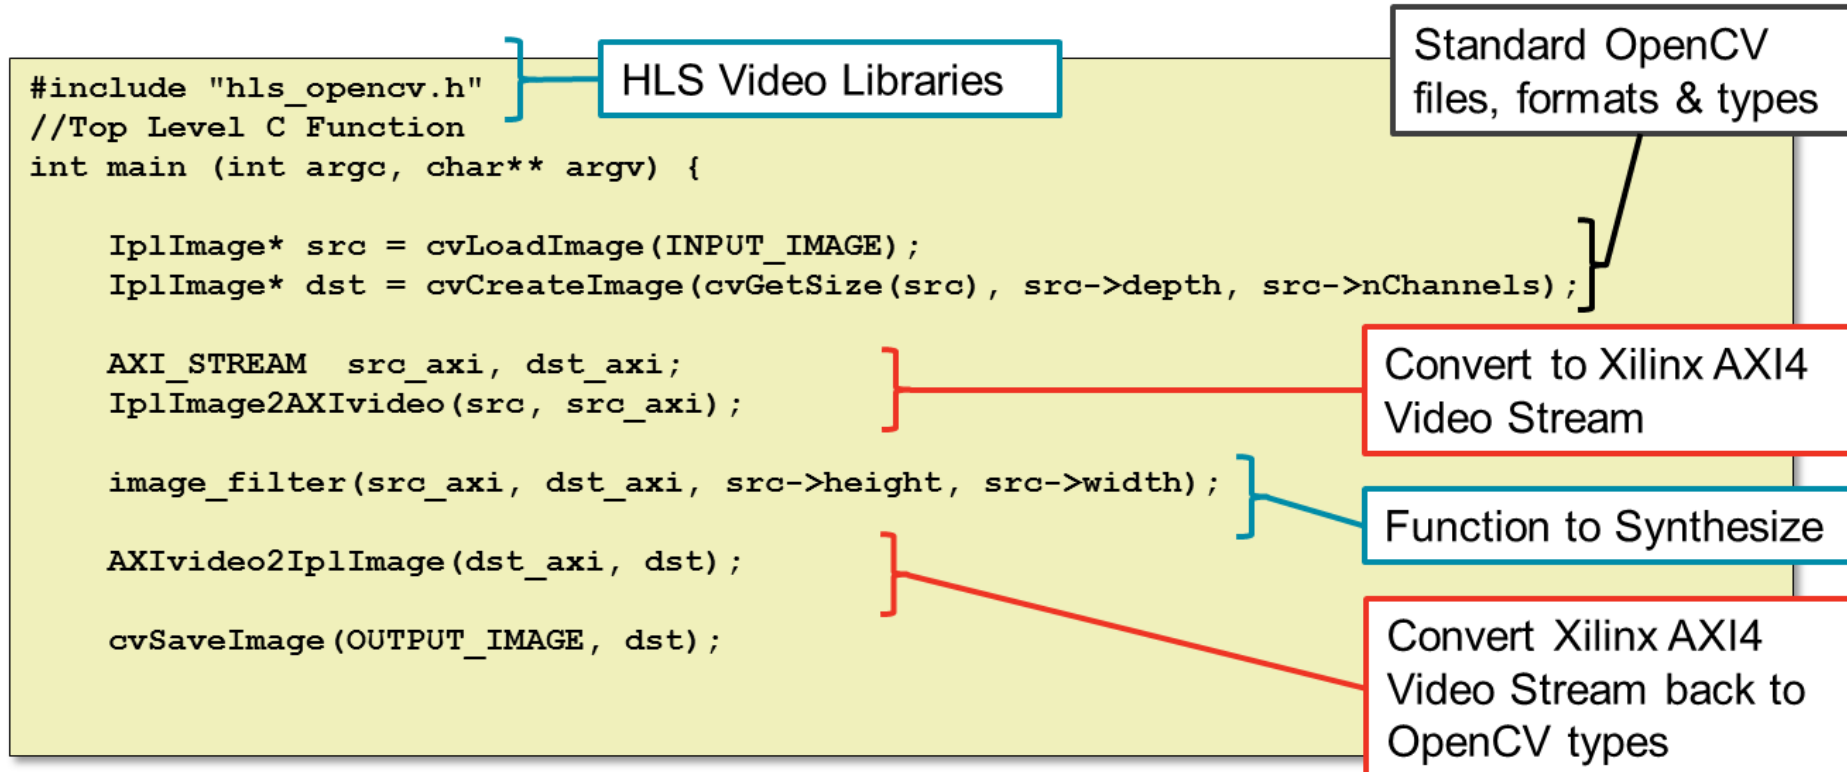 #include "hls_opencv.h"
//Top Level C Function
int main (int argc, char** argv) {
IplImage* src = cvLoadImage(INPUT_IMAGE);
IplImage* dst = cvCreateImage(cvGetSize(src), src->depth, src->nChannels);
AXI_STREAM  src_axi, dst_axi;
IplImage2AXIvideo(src, src_axi);
image_filter(src_axi, dst_axi, src->height, src->width);
AXIvideo2IplImage(dst_axi, dst);
cvSaveImage(OUTPUT_IMAGE, dst);
HLS Video Libraries
Standard OpenCV
files, formats & types
Convert to Xilinx AXI4
Video Stream
Function to Synthesize
Convert Xilinx AXI4
Video Stream back to
OpenCV types